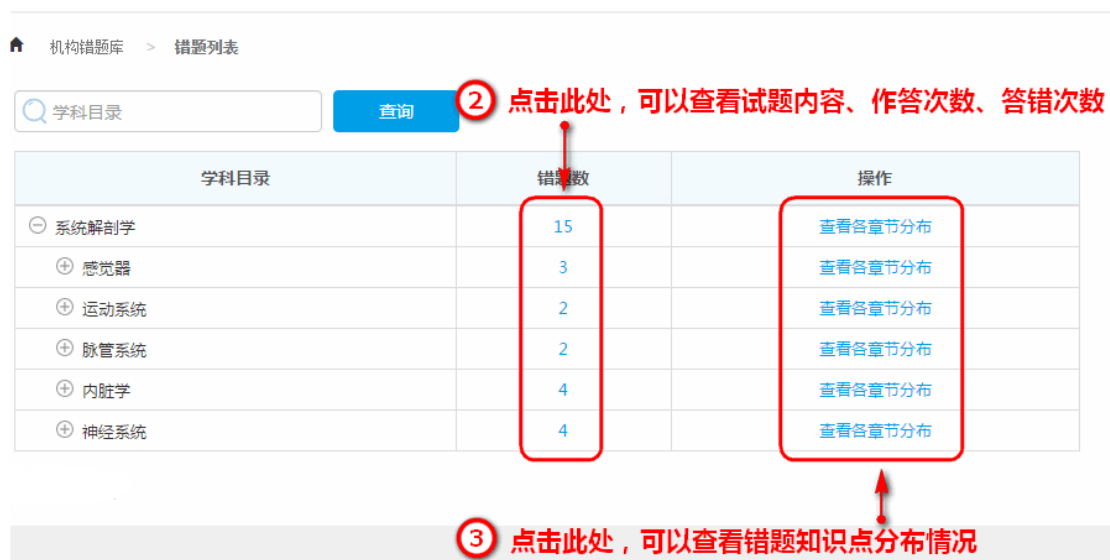 机构错题库 > 错题列表
② 点击此处，可以查看试题内容、作答次数、答错次数
学科目录 查询
学科目录 错题数 操作
系统解剖学 15 查看各章节分布
感觉器 3 查看各章节分布
运动系统 2 查看各章节分布
脉管系统 2 查看各章节分布
内脏学 4 查看各章节分布
神经系统 4 查看各章节分布
③ 点击此处，可以查看错题知识点分布情况